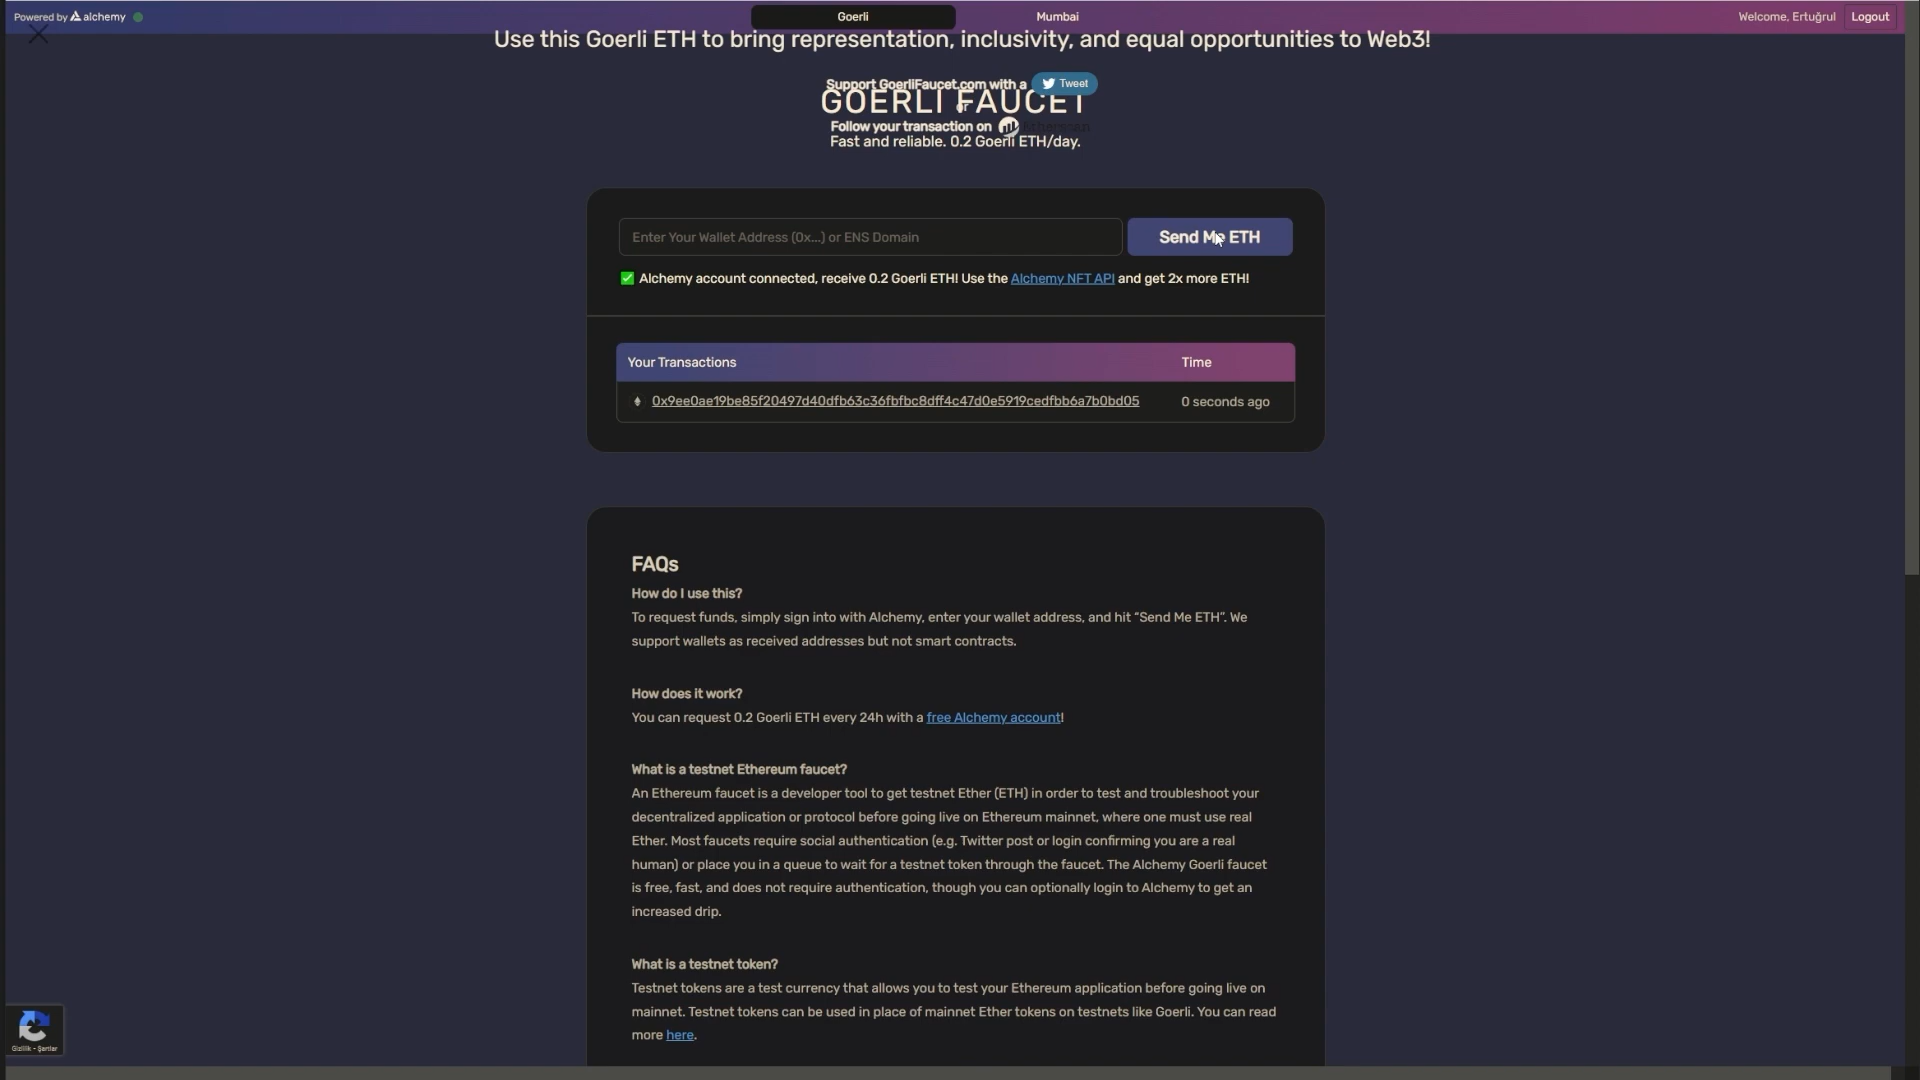 Powered by alchemy
Goerli
Mumbai
Welcome, Ertuğrul
Logout
Use this Goerli ETH to bring representation, inclusivity, and equal opportunities to Web3!
Support GoerliFaucet.com with a Tweet
GOERLI FAUCET
or
Follow your transaction on Etherscan
Fast and reliable. 0.2 Goerli ETH/day.
Enter Your Wallet Address (0x...) or ENS Domain
Send Me ETH
Alchemy account connected, receive 0.2 Goerli ETH! Use the Alchemy NFT API and get 2x more ETH!
Your Transactions
Time
0x9ee0ae19be85f20497d40dfb63c36fbfbc8dff4c47d0e5919cedfbb6a7b0bd05
0 seconds ago
FAQs
How do I use this?
To request funds, simply sign into with Alchemy, enter your wallet address, and hit “Send Me ETH”. We
support wallets as received addresses but not smart contracts.
How does it work?
You can request 0.2 Goerli ETH every 24h with a free Alchemy account!
What is a testnet Ethereum faucet?
An Ethereum faucet is a developer tool to get testnet Ether (ETH) in order to test and troubleshoot your
decentralized application or protocol before going live on Ethereum mainnet, where one must use real
Ether. Most faucets require social authentication (e.g. Twitter post or login confirming you are a real
human) or place you in a queue to wait for a testnet token through the faucet. The Alchemy Goerli faucet
is free, fast, and does not require authentication, though you can optionally login to Alchemy to get an
increased drip.
What is a testnet token?
Testnet tokens are a test currency that allows you to test your Ethereum application before going live on
mainnet. Testnet tokens can be used in place of mainnet Ether tokens on testnets like Goerli. You can read
more here.
Gizlilik - Şartlar